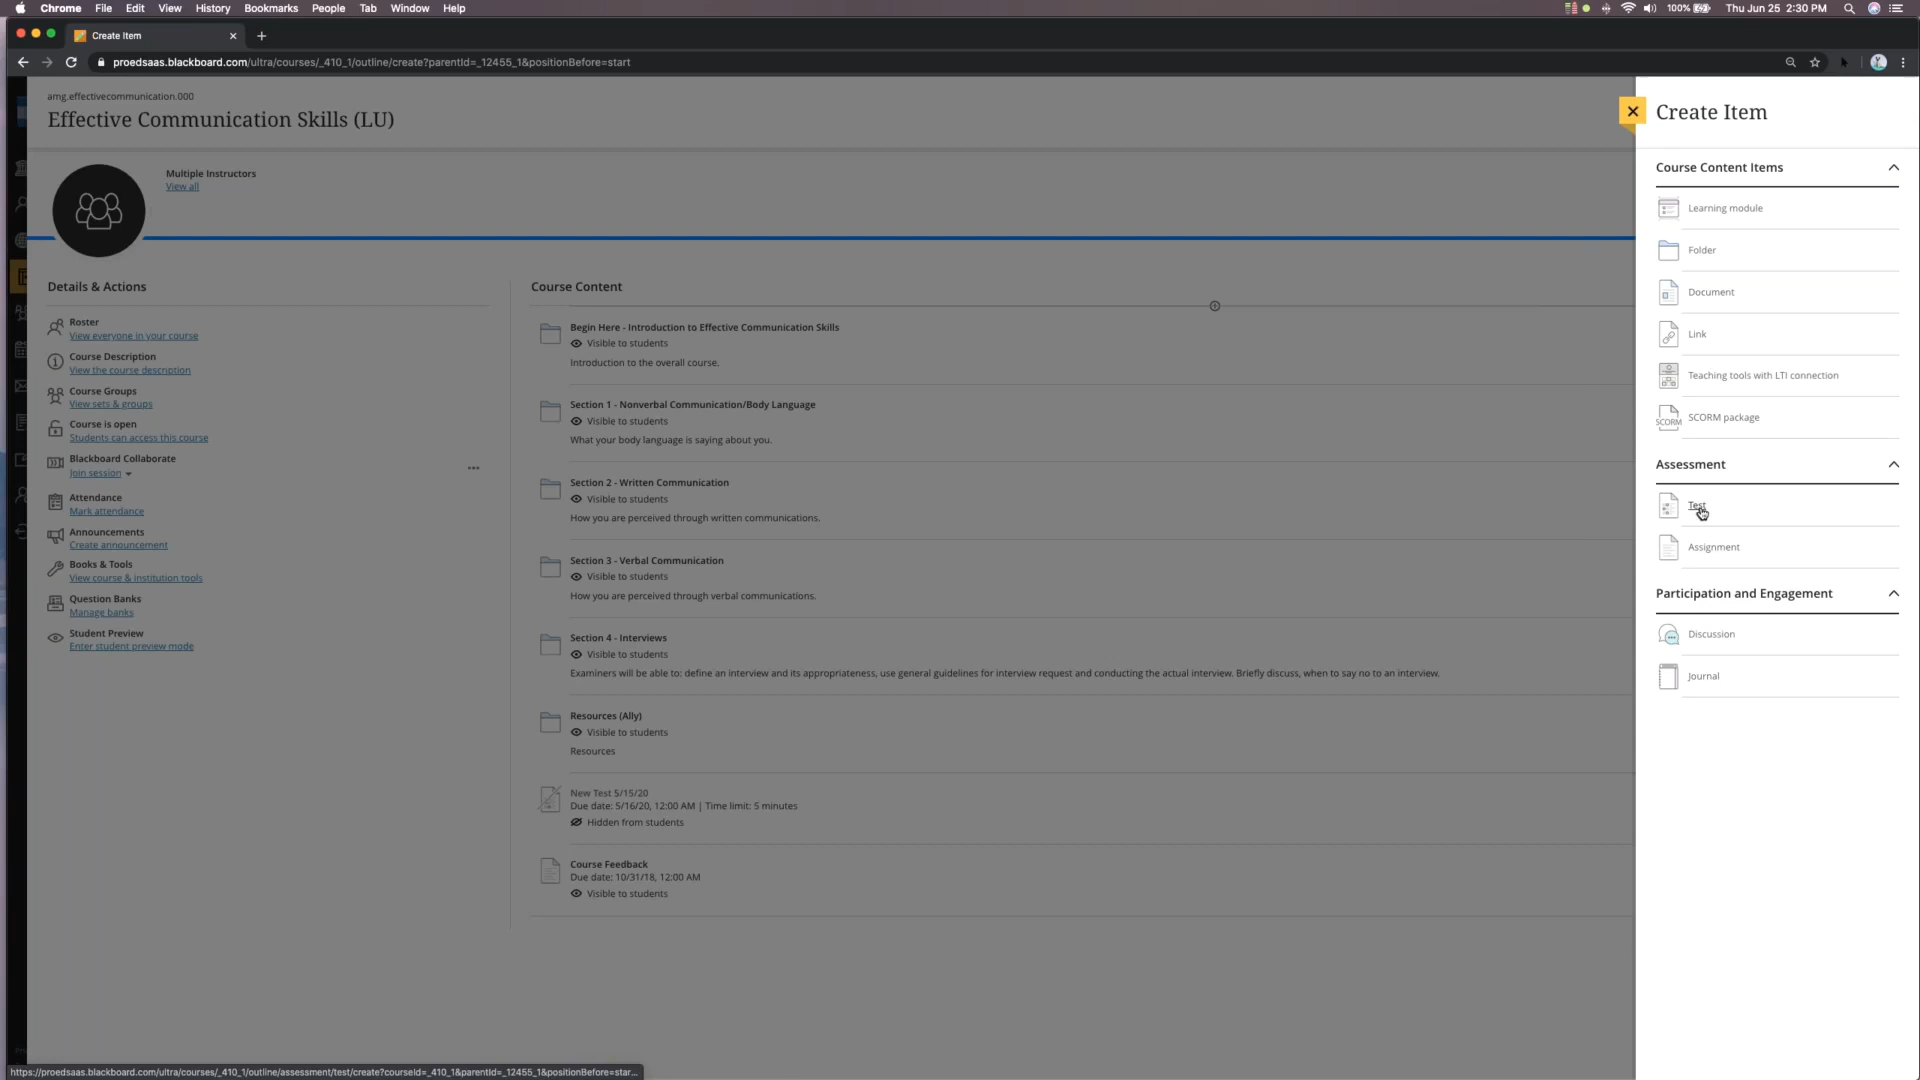 Chrome File Edit View History Bookmarks People Tab Window Help
100% Thu Jun 25 2:30 PM
Create Item
proedsaas.blackboard.com/ultra/courses/_410_1/outline/create?parentId=_12455_1&positionBefore=start
amg.effectivecommunication.000
Effective Communication Skills (LU)
Multiple Instructors
View all
Details & Actions
Roster
View everyone in your course
Course Description
View the course description
Course Groups
View sets & groups
Course is open
Students can access this course
Blackboard Collaborate
Join session
Attendance
Mark attendance
Announcements
Create announcement
Books & Tools
View course & institution tools
Question Banks
Manage banks
Student Preview
Enter student preview mode
Course Content
Begin Here - Introduction to Effective Communication Skills
Visible to students
Introduction to the overall course.
Section 1 - Nonverbal Communication/Body Language
Visible to students
What your body language is saying about you.
Section 2 - Written Communication
Visible to students
How you are perceived through written communications.
Section 3 - Verbal Communication
Visible to students
How you are perceived through verbal communications.
Section 4 - Interviews
Visible to students
Examiners will be able to: define an interview and its appropriateness, use general guidelines for interview request and conducting the actual interview. Briefly discuss, when to say no to an interview.
Resources (Ally)
Visible to students
Resources
New Test 5/15/20
Due date: 5/16/20, 12:00 AM | Time limit: 5 minutes
Hidden from students
Course Feedback
Due date: 10/31/18, 12:00 AM
Visible to students
Create Item
Course Content Items
Learning module
Folder
Document
Link
Teaching tools with LTI connection
SCORM SCORM package
Assessment
Test
Assignment
Participation and Engagement
Discussion
Journal
https://proedsaas.blackboard.com/ultra/courses/_410_1/outline/assessment/test/create?courseId=_410_1&parentId=_12455_1&positionBefore=star...